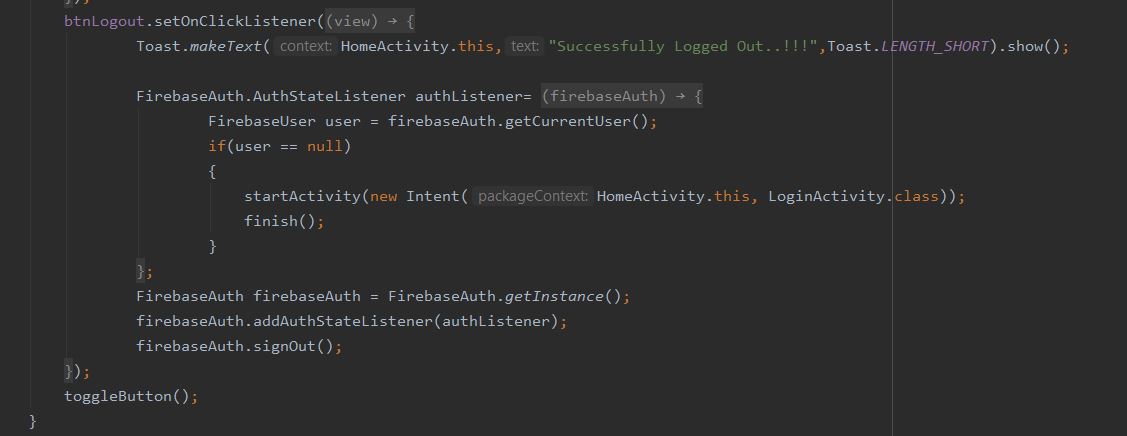 });
btnLogout.setOnClickListener((view) → {
Toast.makeText( context: HomeActivity.this, text: "Successfully Logged Out..!!!",Toast.LENGTH_SHORT).show();
FirebaseAuth.AuthStateListener authListener= (firebaseAuth) → {
FirebaseUser user = firebaseAuth.getCurrentUser();
if(user == null)
{
startActivity(new Intent( packageContext: HomeActivity.this, LoginActivity.class));
finish();
}
};
FirebaseAuth firebaseAuth = FirebaseAuth.getInstance();
firebaseAuth.addAuthStateListener(authListener);
firebaseAuth.signOut();
});
toggleButton();
}